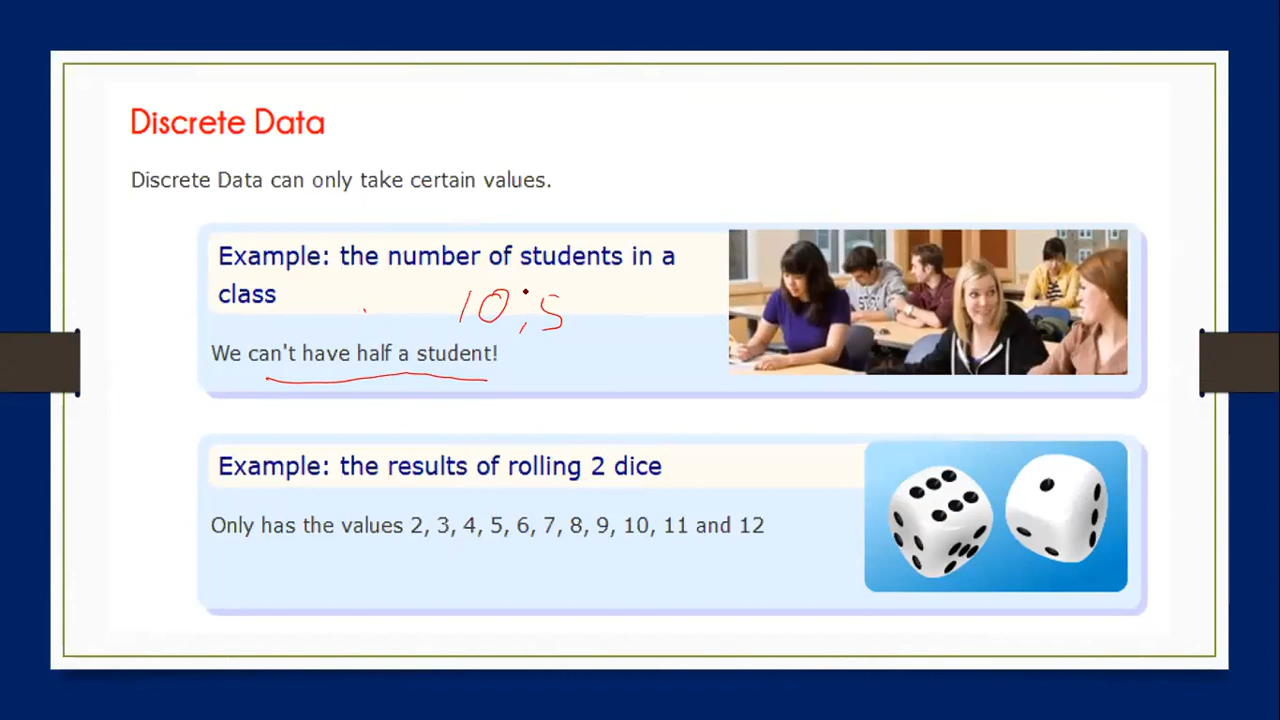 Discrete Data
Discrete Data can only take certain values.
Example: the number of students in a
class
10,5
We can't have half a student!
Example: the results of rolling 2 dice
Only has the values 2, 3, 4, 5, 6, 7, 8, 9, 10, 11 and 12